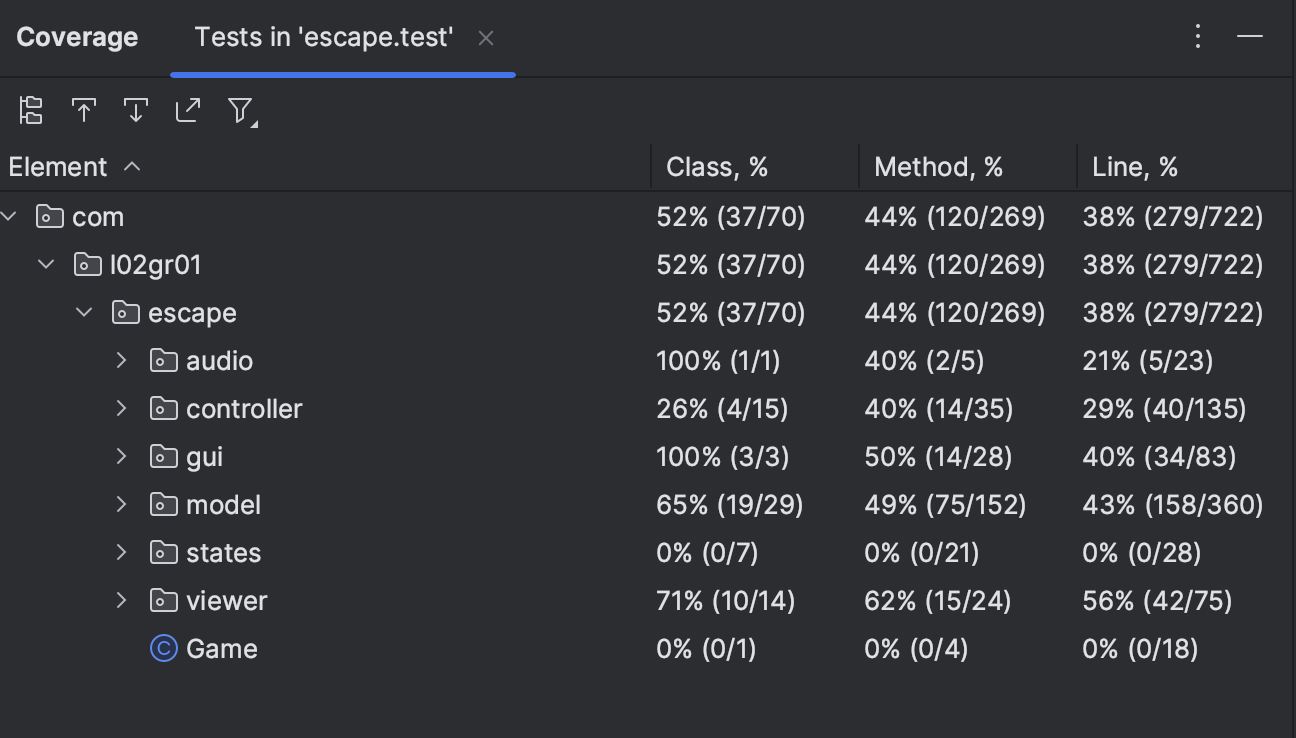 Coverage Tests in 'escape.test'
Element Class, % Method, % Line, %
com 52% (37/70) 44% (120/269) 38% (279/722)
l02gr01 52% (37/70) 44% (120/269) 38% (279/722)
escape 52% (37/70) 44% (120/269) 38% (279/722)
audio 100% (1/1) 40% (2/5) 21% (5/23)
controller 26% (4/15) 40% (14/35) 29% (40/135)
gui 100% (3/3) 50% (14/28) 40% (34/83)
model 65% (19/29) 49% (75/152) 43% (158/360)
states 0% (0/7) 0% (0/21) 0% (0/28)
viewer 71% (10/14) 62% (15/24) 56% (42/75)
C Game 0% (0/1) 0% (0/4) 0% (0/18)